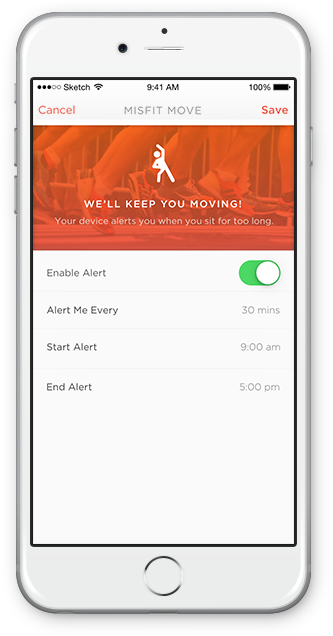 Sketch 9:41 AM 100%
Cancel MISFIT MOVE Save
WE'LL KEEP YOU MOVING!
Your device alerts you when you sit for too long.
Enable Alert
Alert Me Every 30 mins
Start Alert 9:00 am
End Alert 5:00 pm